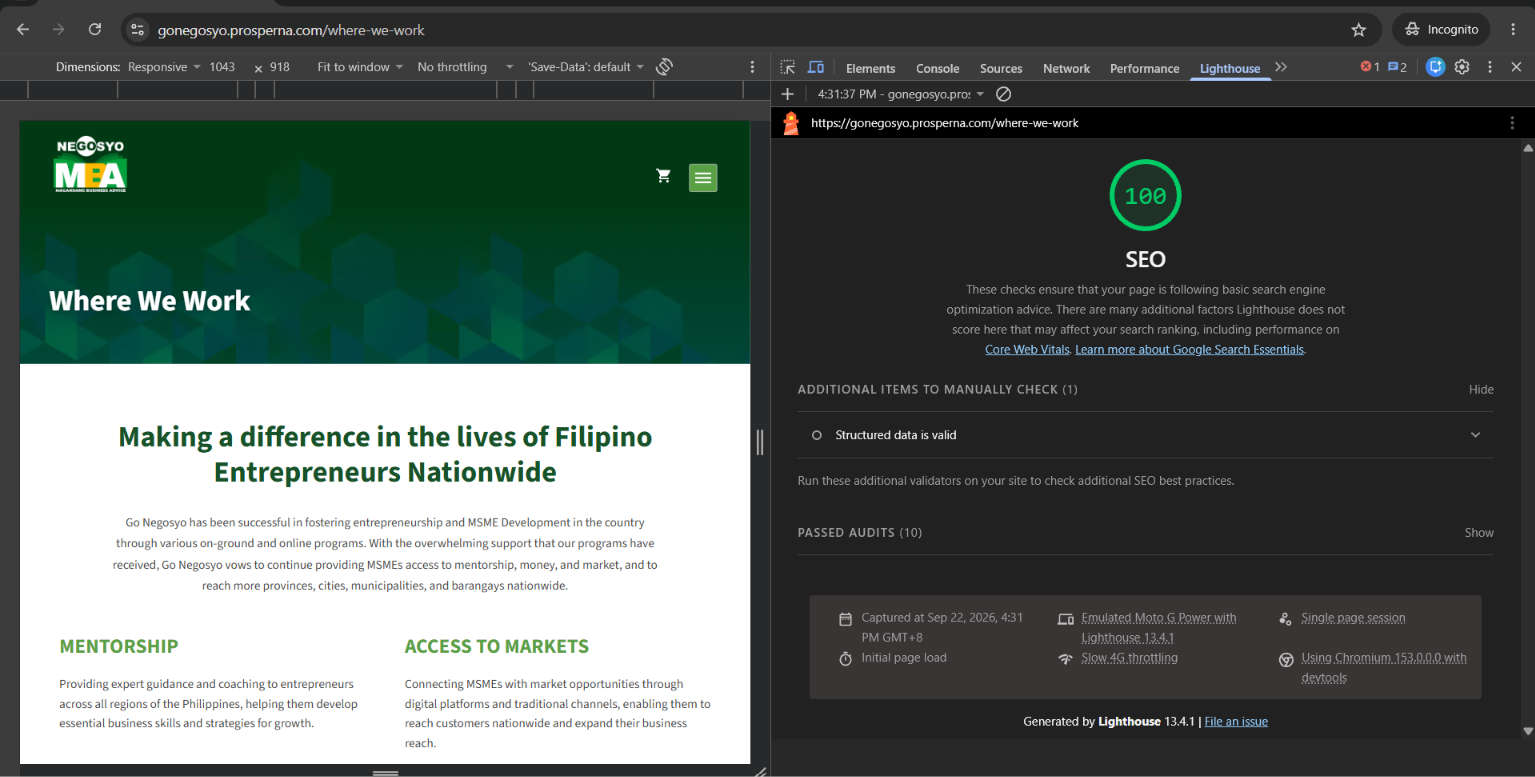 gonegosyo.prosperna.com/where-we-work
Incognito
Dimensions: Responsive 1043 × 918 Fit to window No throttling 'Save-Data': default
Elements Console Sources Network Performance Lighthouse 1 2
4:31:37 PM - gonegosyo.pros
https://gonegosyo.prosperna.com/where-we-work
NEGOSYO
MBA
MAGANDANG BUSINESS ADVICE
Where We Work
Making a difference in the lives of Filipino
Entrepreneurs Nationwide
Go Negosyo has been successful in fostering entrepreneurship and MSME Development in the country
through various on-ground and online programs. With the overwhelming support that our programs have
received, Go Negosyo vows to continue providing MSMEs access to mentorship, money, and market, and to
reach more provinces, cities, municipalities, and barangays nationwide.
MENTORSHIP
Providing expert guidance and coaching to entrepreneurs
across all regions of the Philippines, helping them develop
essential business skills and strategies for growth.
ACCESS TO MARKETS
Connecting MSMEs with market opportunities through
digital platforms and traditional channels, enabling them to
reach customers nationwide and expand their business
reach.
100
SEO
These checks ensure that your page is following basic search engine
optimization advice. There are many additional factors Lighthouse does not
score here that may affect your search ranking, including performance on
Core Web Vitals. Learn more about Google Search Essentials.
ADDITIONAL ITEMS TO MANUALLY CHECK (1) Hide
Structured data is valid
Run these additional validators on your site to check additional SEO best practices.
PASSED AUDITS (10) Show
Captured at Sep 22, 2026, 4:31
PM GMT+8
Emulated Moto G Power with
Lighthouse 13.4.1
Single page session
Initial page load
Slow 4G throttling
Using Chromium 153.0.0.0 with
devtools
Generated by Lighthouse 13.4.1 | File an issue